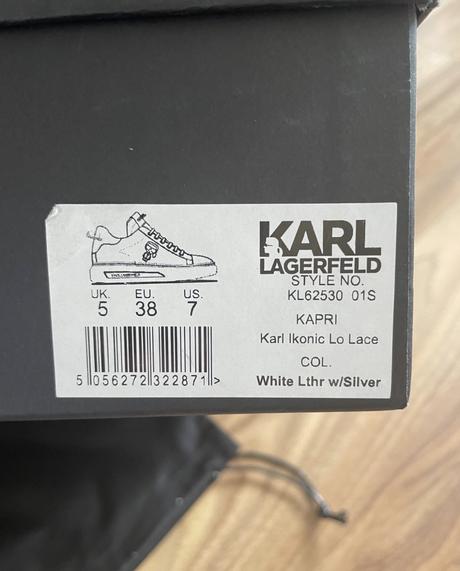 KARL
LAGERFELD
STYLE NO.
KL62530 01S
KAPRI
Karl Ikonic Lo Lace
COL.
White Lthr w/Silver
UK. EU. US.
5 38 7
5 056272 322871 >